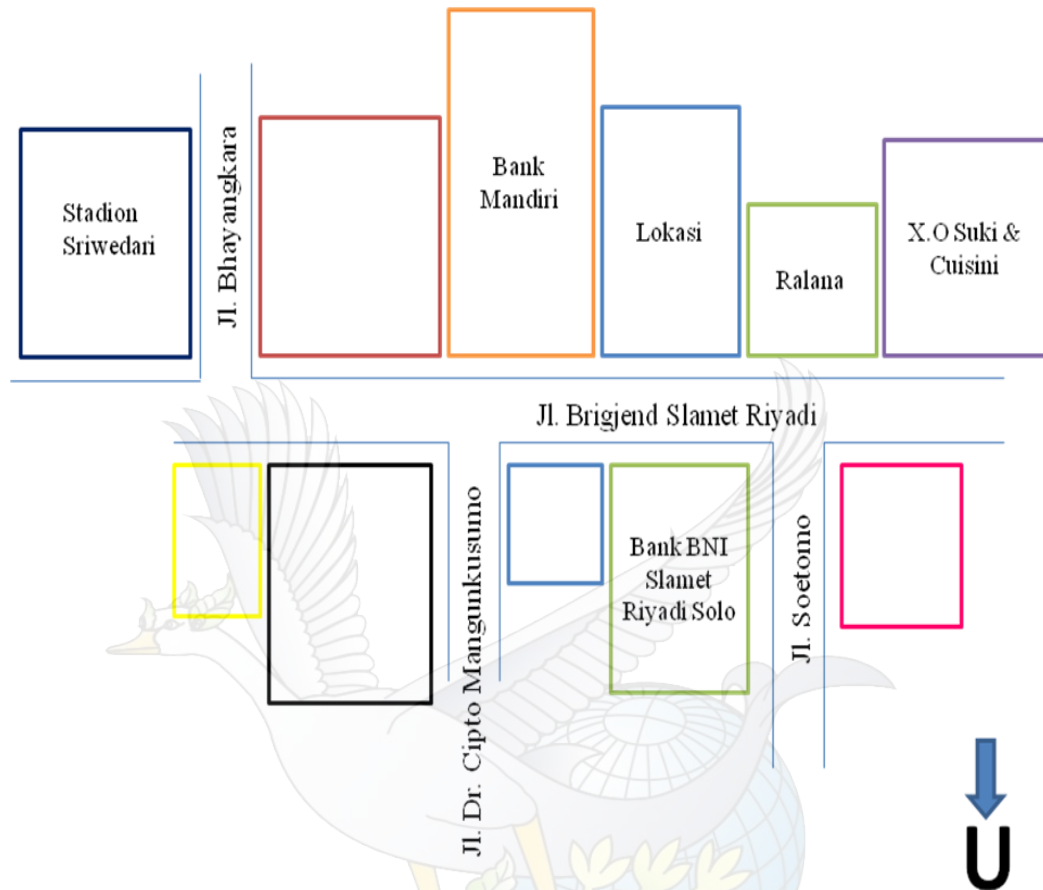 Stadion
Sriwedari
Jl. Bhayangkara
Bank
Mandiri
Lokasi
Ralana
X.O Suki &
Cuisini
Jl. Brigjend Slamet Riyadi
Jl. Dr. Cipto Mangunkusumo
Bank BNI
Slamet
Riyadi Solo
Jl. Soetomo
U